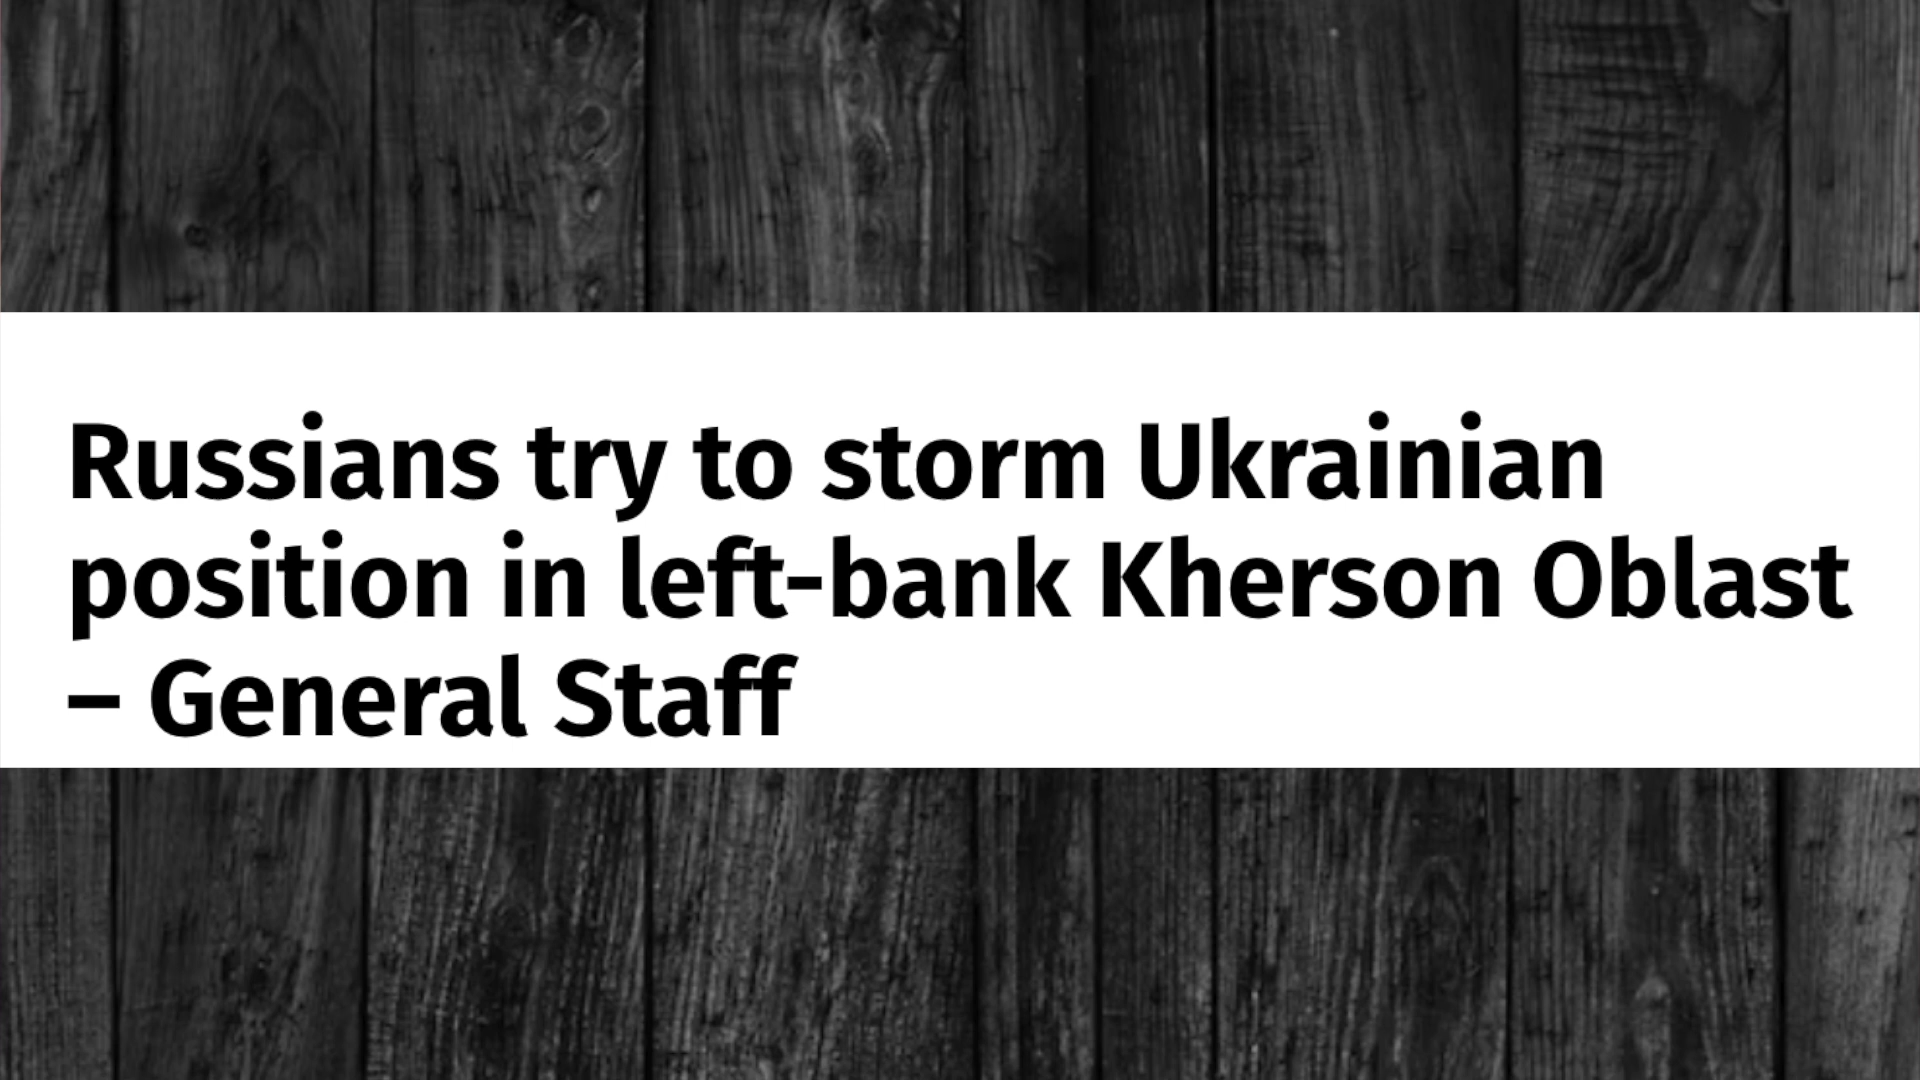 Russians try to storm Ukrainian
position in left-bank Kherson Oblast
– General Staff